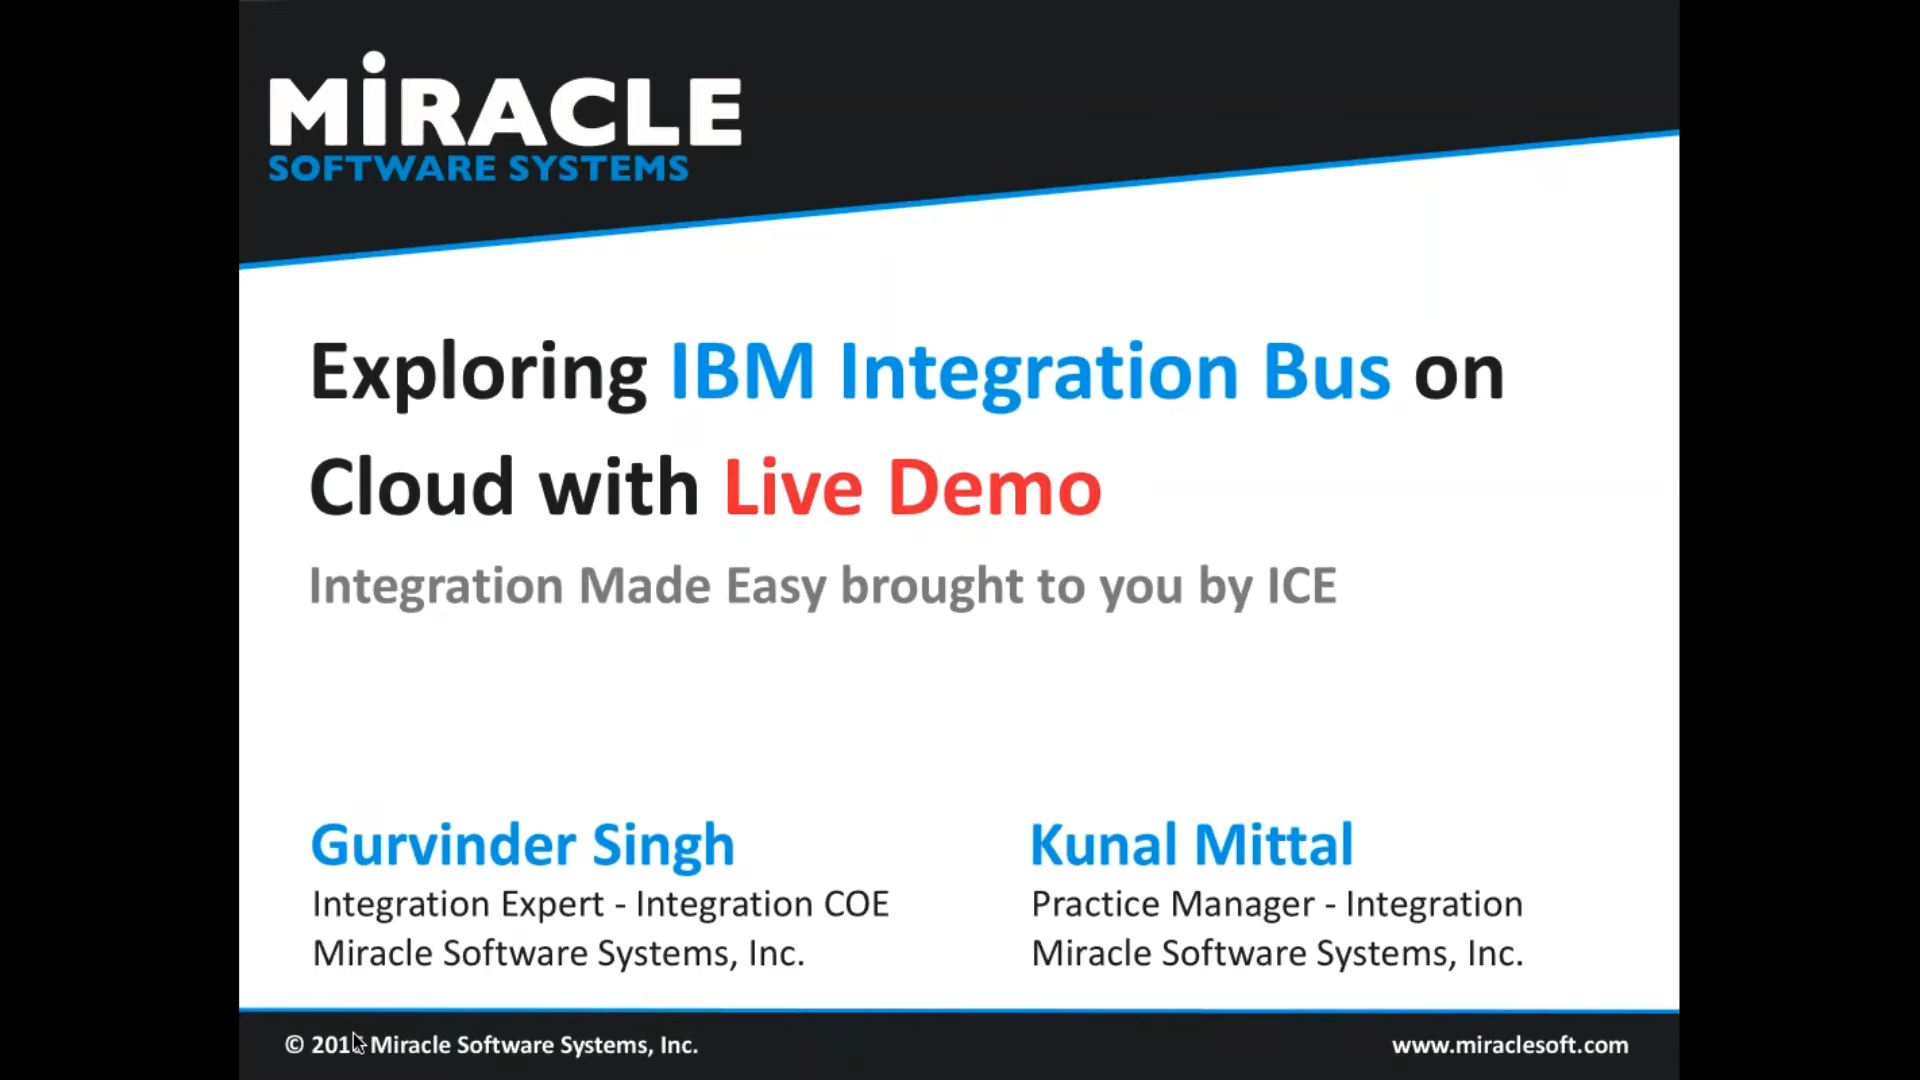 MiRACLE
SOFTWARE SYSTEMS
Exploring IBM Integration Bus on
Cloud with Live Demo
Integration Made Easy brought to you by ICE
Gurvinder Singh
Integration Expert - Integration COE
Miracle Software Systems, Inc.
Kunal Mittal
Practice Manager - Integration
Miracle Software Systems, Inc.
© Miracle Software Systems, Inc.
www.miraclesoft.com